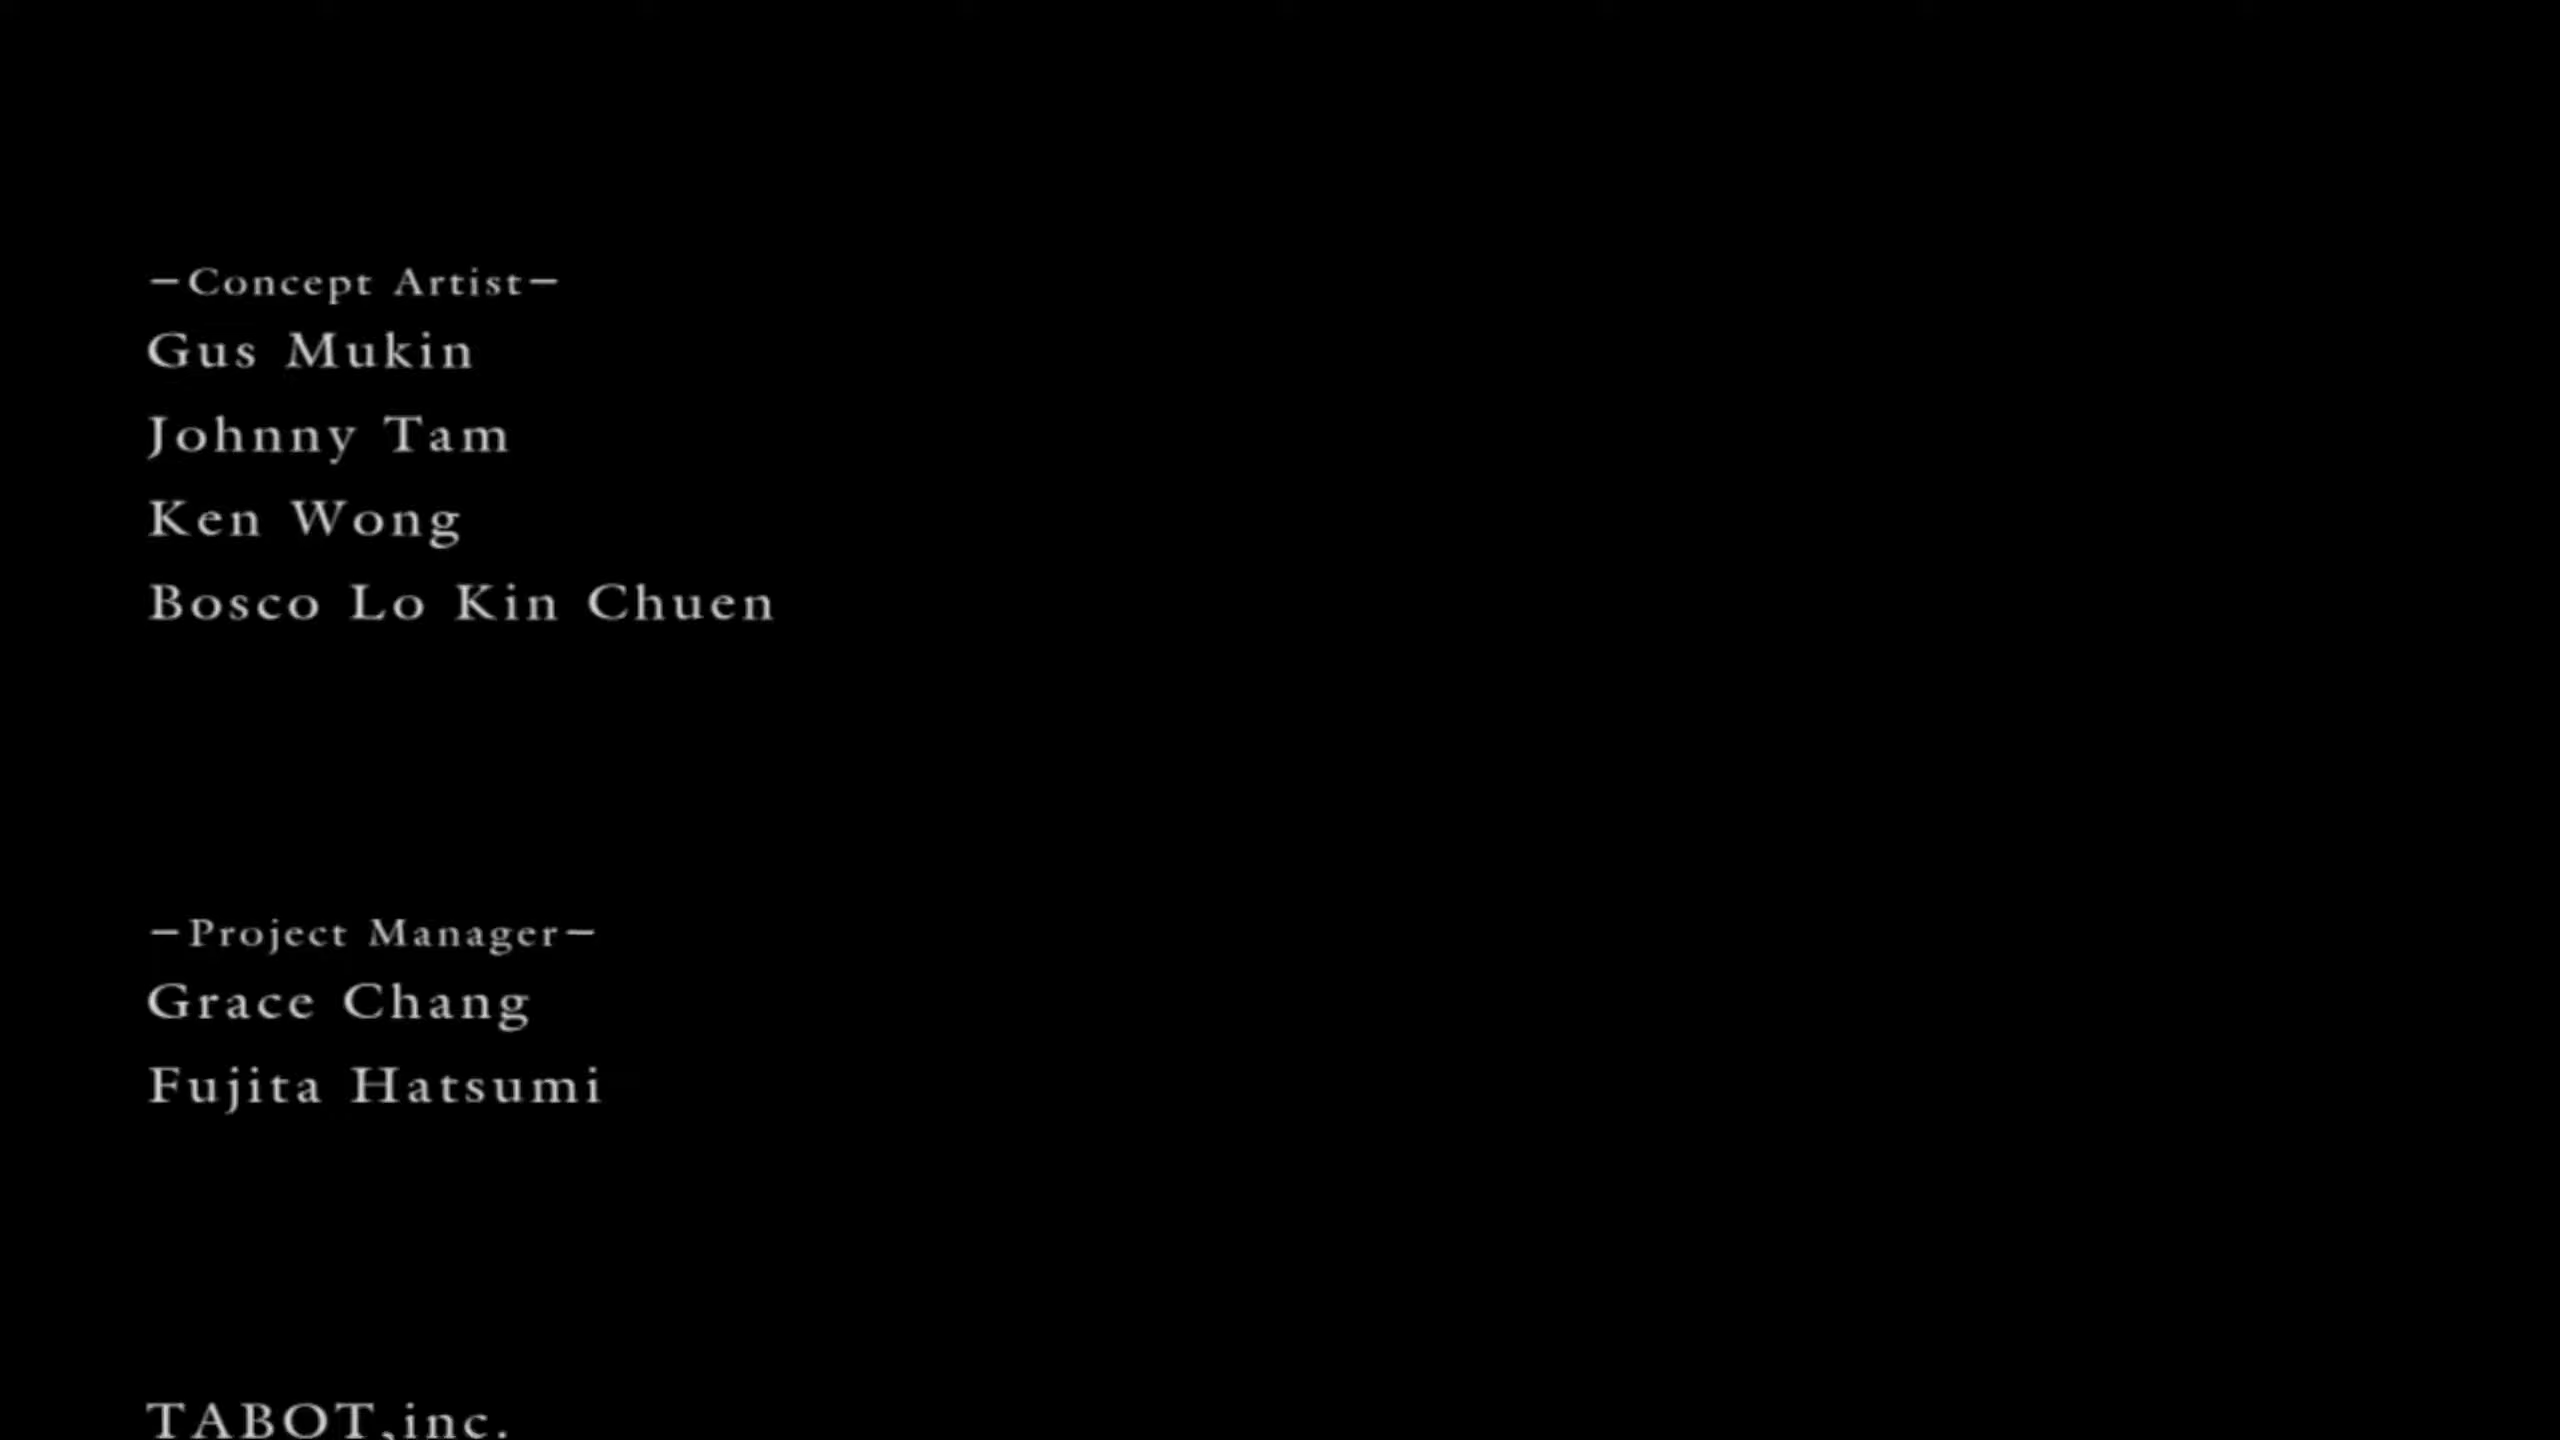 —Concept Artist—
Gus Mukin
Johnny Tam
Ken Wong
Bosco Lo Kin Chuen
—Project Manager—
Grace Chang
Fujita Hatsumi
TABOT,inc.